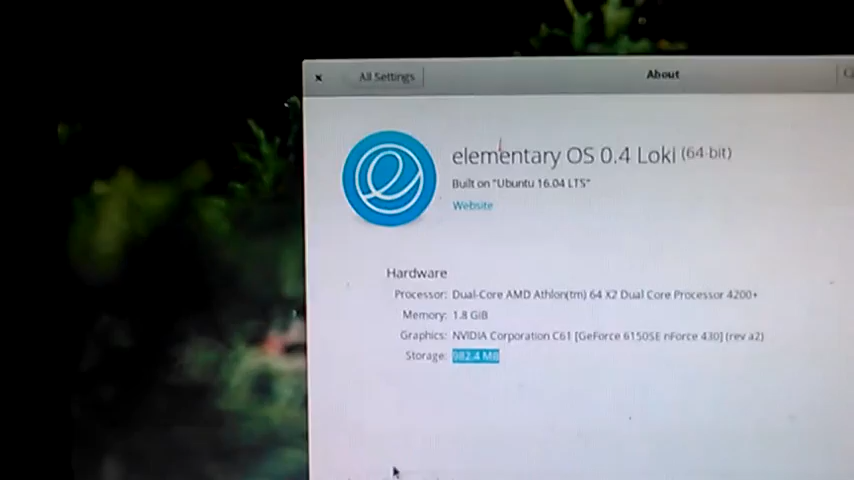 All Settings
About
elementary OS 0.4 Loki (64-bit)
Built on "Ubuntu 16.04 LTS"
Website
Hardware
Processor: Dual-Core AMD Athlon(tm) 64 X2 Dual Core Processor 4200+
Memory: 1.8 GiB
Graphics: NVIDIA Corporation C61 [GeForce 6150SE nForce 430] (rev a2)
Storage: 982.4 MB